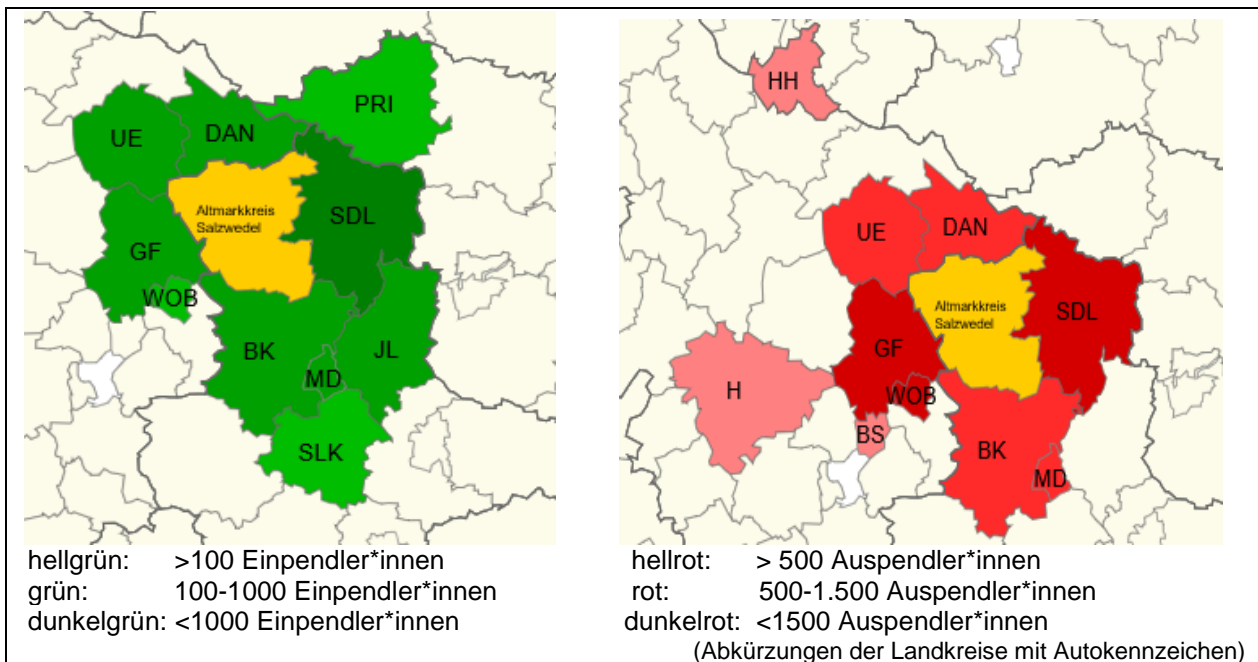 PRI
UE
DAN
Altmarkkreis
Salzwedel
SDL
GF
WOB
BK
JL
MD
SLK
hellgrün: >100 Einpendler*innen
grün: 100-1000 Einpendler*innen
dunkelgrün: <1000 Einpendler*innen
HH
UE
DAN
Altmarkkreis
Salzwedel
SDL
GF
H
WOB
BS
BK
MD
hellrot: > 500 Auspendler*innen
rot: 500-1.500 Auspendler*innen
dunkelrot: <1500 Auspendler*innen
(Abkürzungen der Landkreise mit Autokennzeichen)